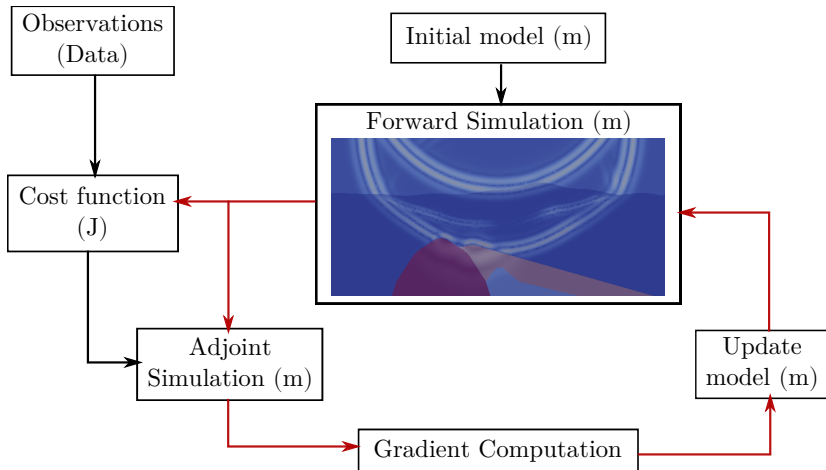 Observations
(Data)
Initial model (m)
Forward Simulation (m)
Cost function
(J)
Adjoint
Simulation (m)
Update
model (m)
Gradient Computation